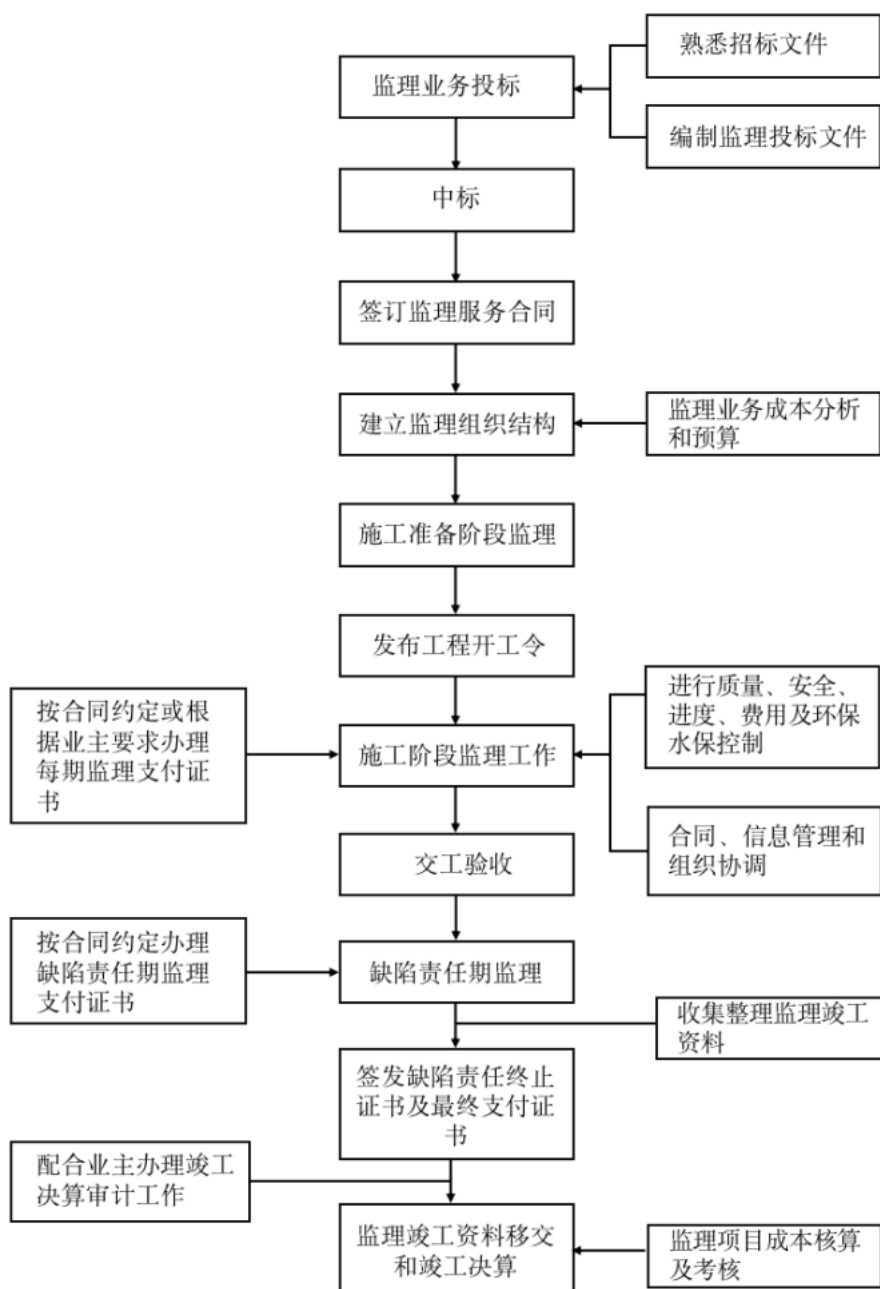 熟悉招标文件
监理业务投标
编制监理投标文件
中标
签订监理服务合同
建立监理组织结构
监理业务成本分析
和预算
施工准备阶段监理
发布工程开工令
按合同约定或根
据业主要求办理
每期监理支付证
书
施工阶段监理工作
进行质量、安全、
进度、费用及环保
水保控制
合同、信息管理和
组织协调
交工验收
按合同约定办理
缺陷责任期监理
支付证书
缺陷责任期监理
收集整理监理竣工
资料
签发缺陷责任终止
证书及最终支付证
书
配合业主办理竣工
决算审计工作
监理竣工资料移交
和竣工决算
监理项目成本核算
及考核